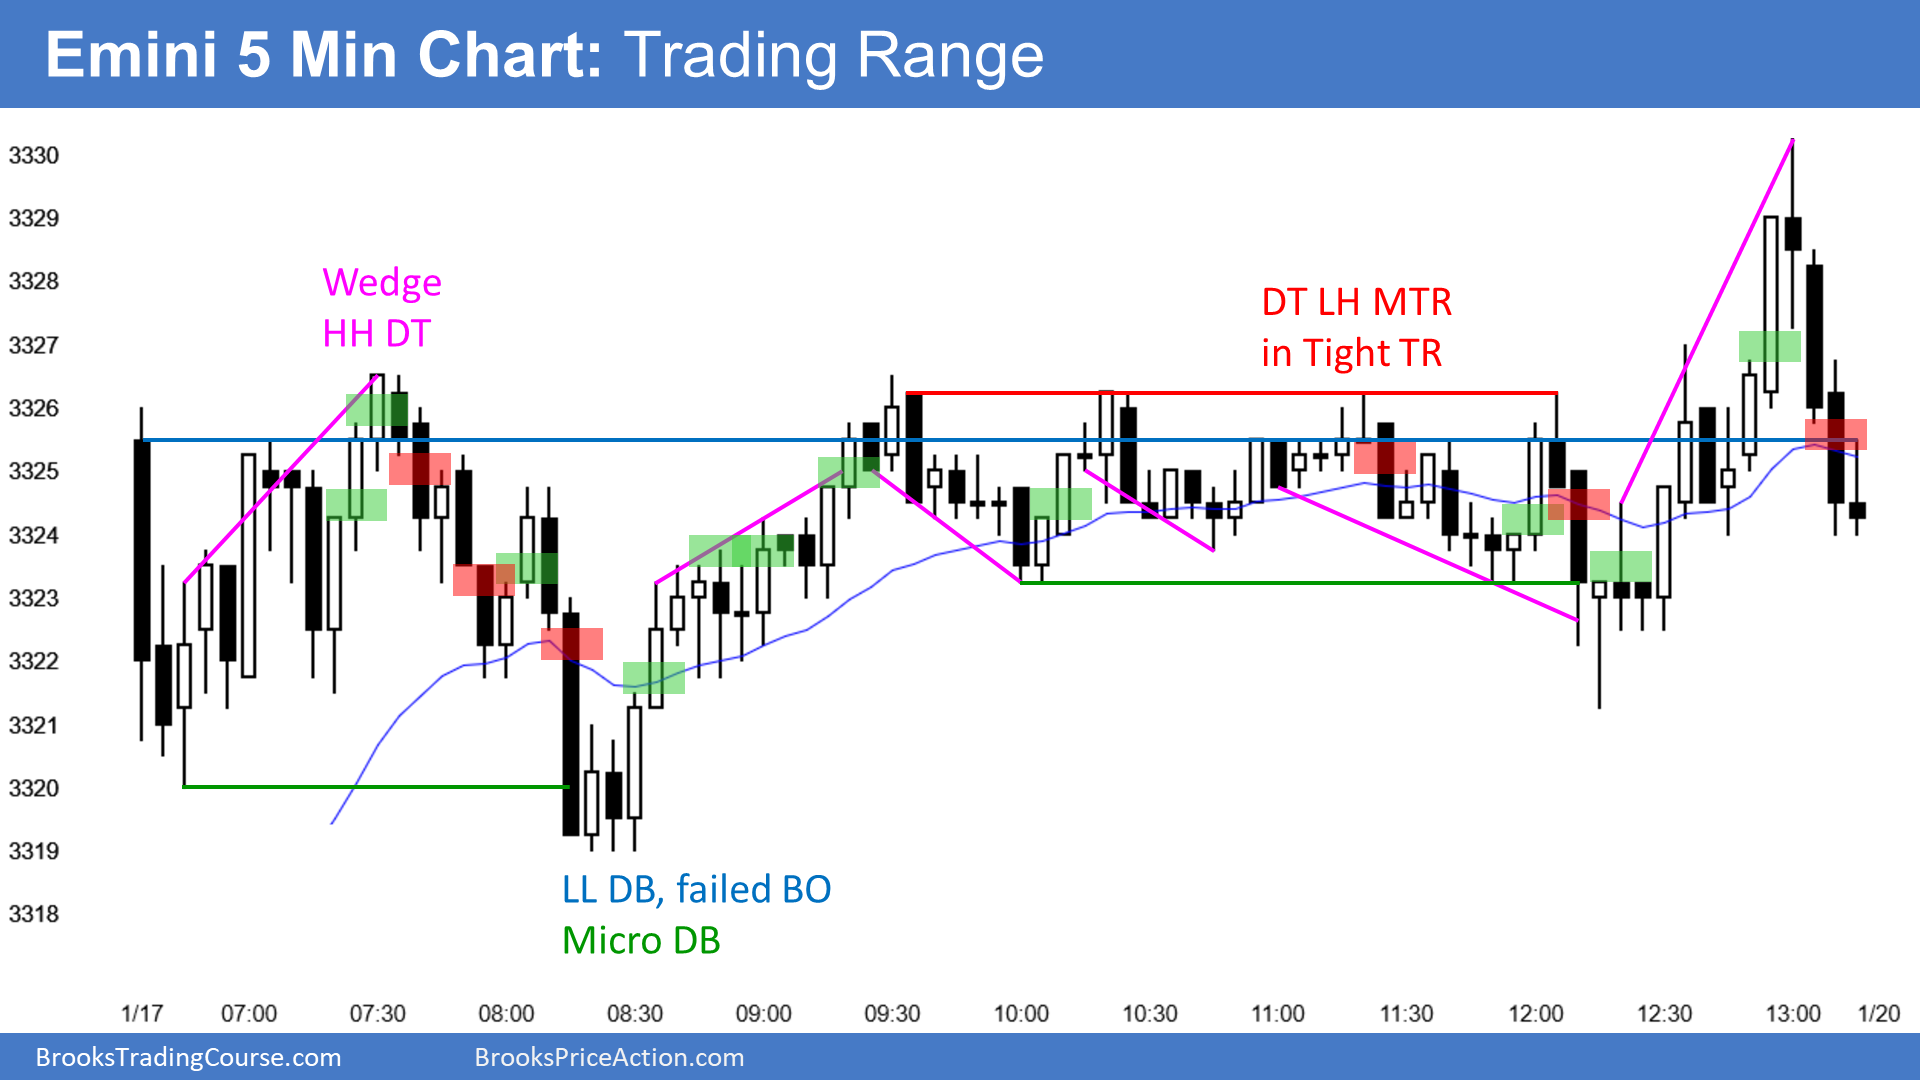 Emini 5 Min Chart: Trading Range
3330
3329
3328
3327
3326
3325
3324
3323
3322
3321
3320
3319
3318
Wedge
HH DT
DT LH MTR
in Tight TR
LL DB, failed BO
Micro DB
1/17 07:00 07:30 08:00 08:30 09:00 09:30 10:00 10:30 11:00 11:30 12:00 12:30 13:00 1/20
BrooksTradingCourse.com BrooksPriceAction.com